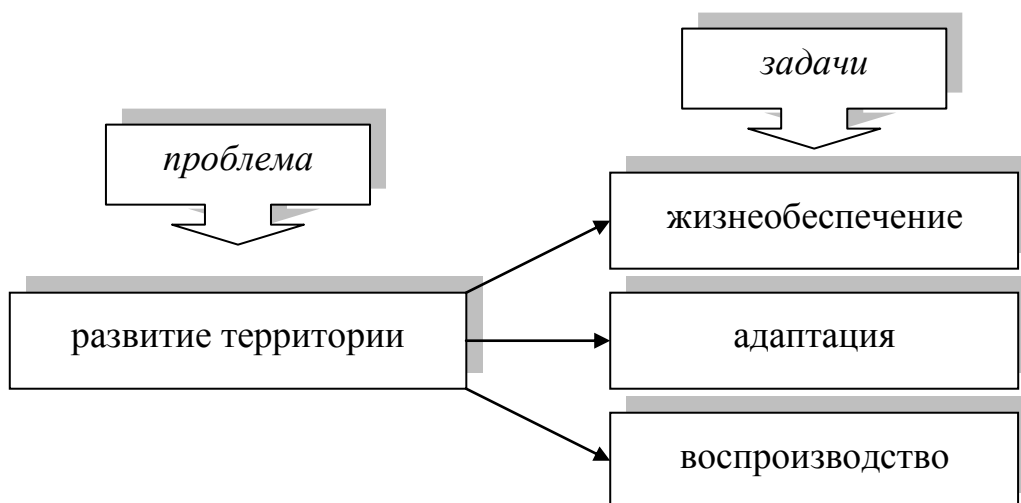 задачи
проблема
жизнеобеспечение
развитие территории
адаптация
воспроизводство